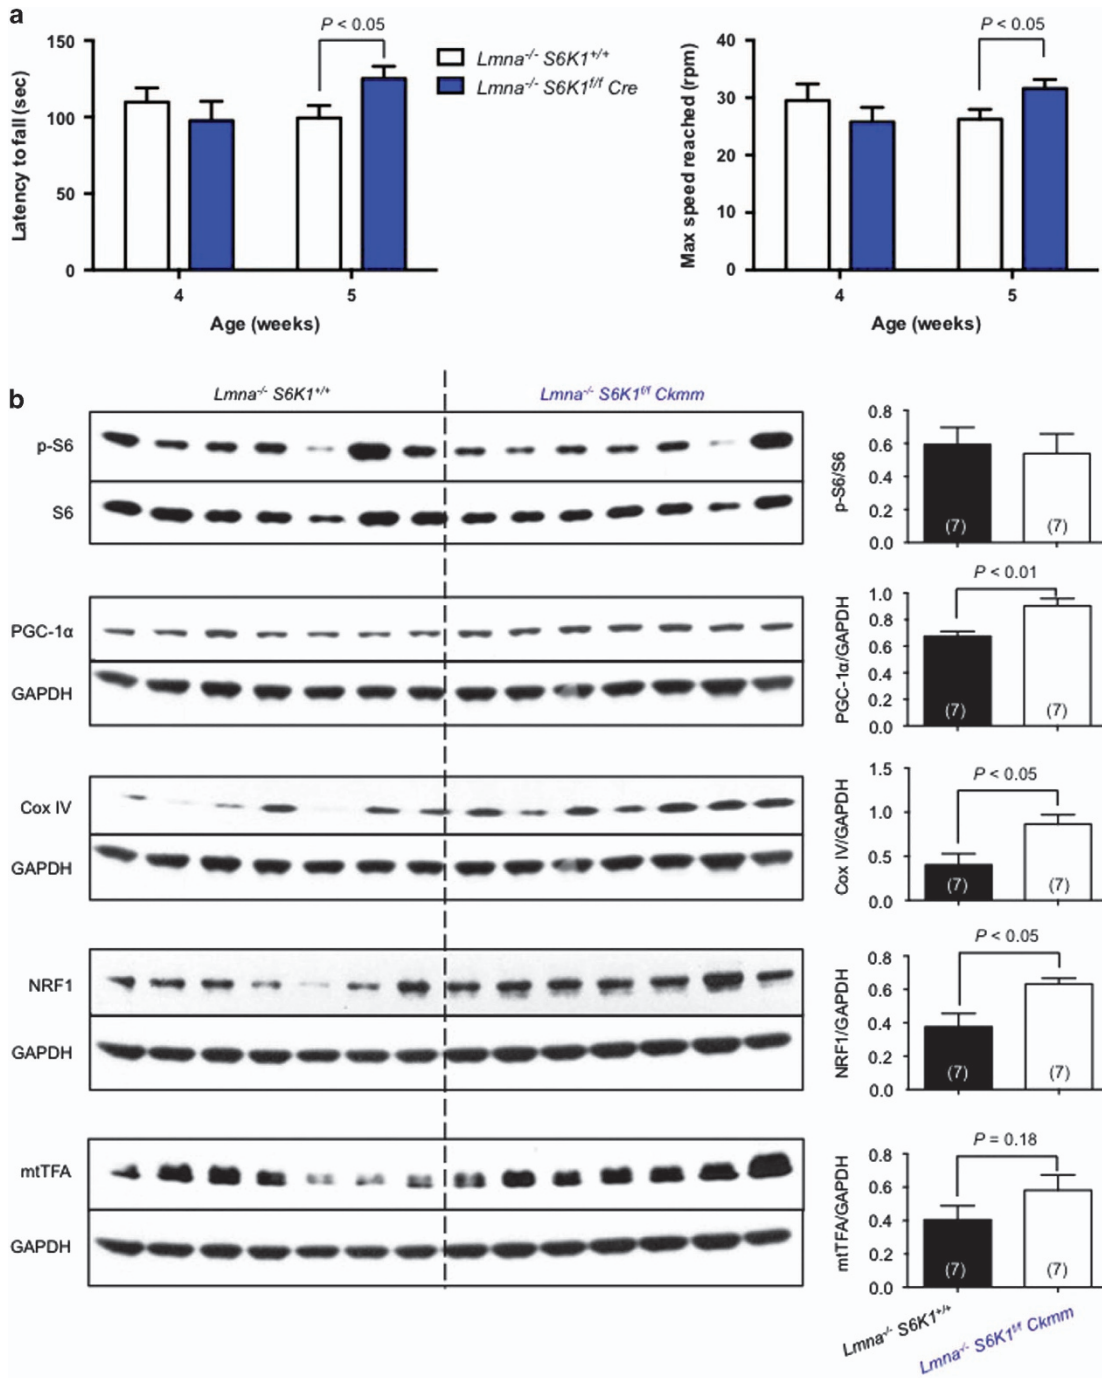 a
P < 0.05
150
100
50
0
Latency to fall (sec)
4
5
Age (weeks)
Lmna-/- S6K1+/+
Lmna-/- S6K1f/f Cre
P < 0.05
40
30
20
10
0
Max speed reached (rpm)
4
5
Age (weeks)
b
Lmna-/- S6K1+/+
Lmna-/- S6K1f/f Ckmm
p-S6
S6
0.8
0.6
0.4
0.2
0.0
p-S6/S6
(7)
(7)
PGC-1α
GAPDH
P < 0.01
1.0
0.8
0.6
0.4
0.2
0.0
PGC-1α/GAPDH
(7)
(7)
Cox IV
GAPDH
P < 0.05
1.5
1.0
0.5
0.0
Cox IV/GAPDH
(7)
(7)
NRF1
GAPDH
P < 0.05
0.8
0.6
0.4
0.2
0.0
NRF1/GAPDH
(7)
(7)
mtTFA
GAPDH
P = 0.18
0.8
0.6
0.4
0.2
0.0
mtTFA/GAPDH
(7)
(7)
Lmna-/- S6K1+/+
Lmna-/- S6K1f/f Ckmm